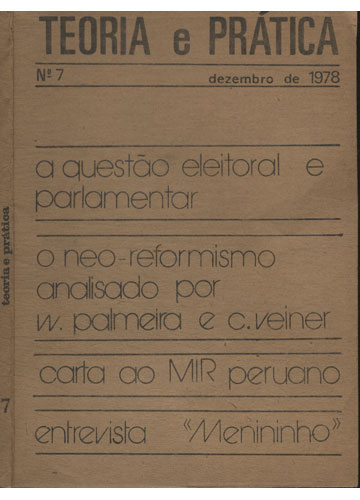 TEORIA e PRÁTICA
Nº 7 dezembro de 1978
a questão eleitoral e
parlamentar
o neo-reformismo
analisado por
w. palmeira e c.veiner
carta ao MIR peruano
entrevista "Menininho"
teoria e prática
7